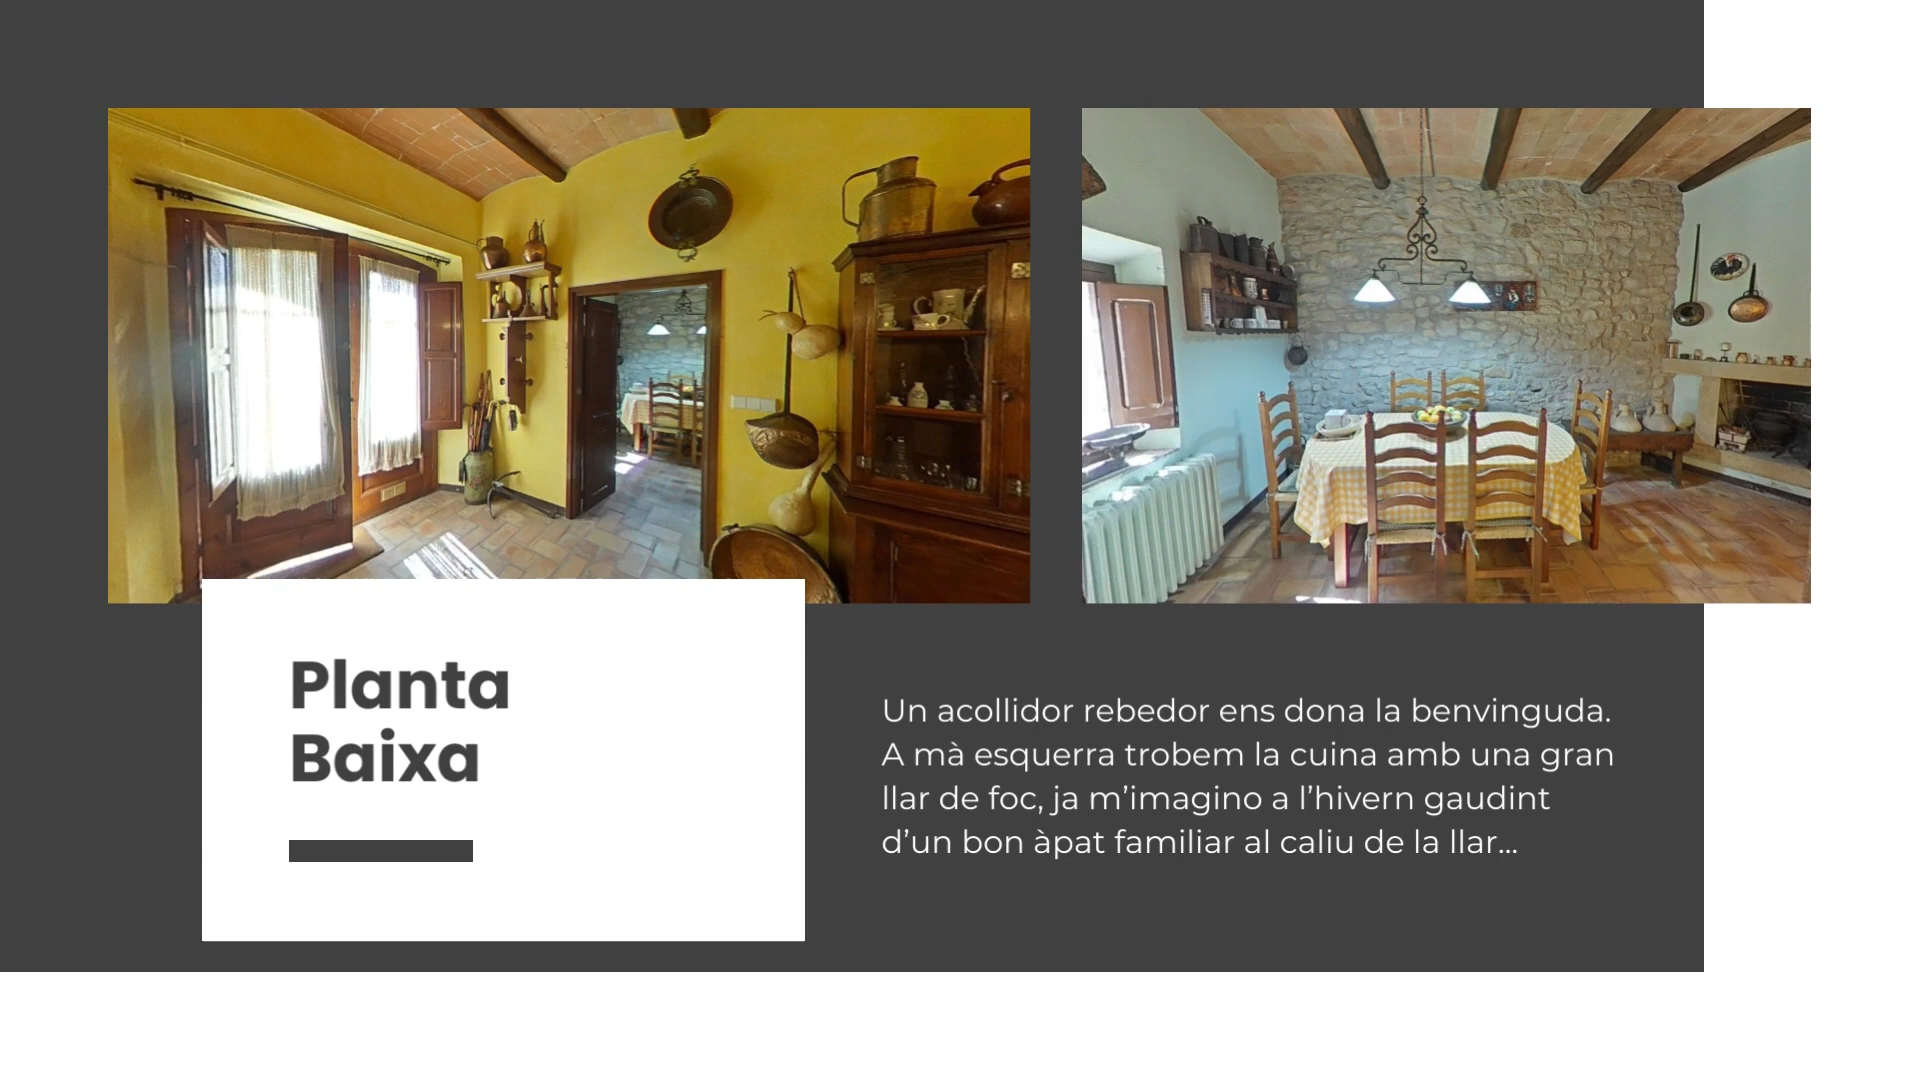 Planta
Baixa
Un acollidor rebedor ens dona la benvinguda.
A mà esquerra trobem la cuina amb una gran
llar de foc, ja m’imagino a l’hivern gaudint
d’un bon àpat familiar al caliu de la llar...